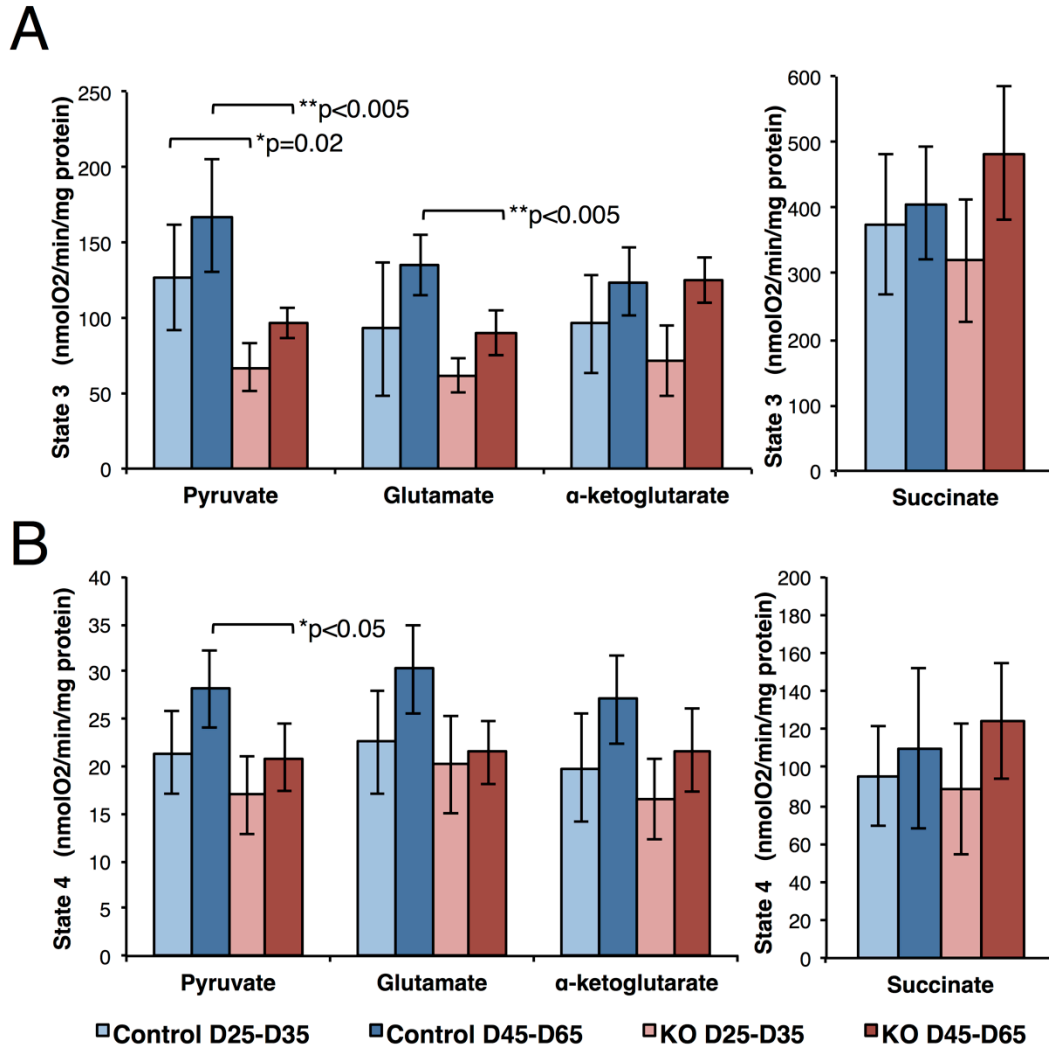 A
State 3 (nmolO2/min/mg protein)
250
200
150
100
50
0
**p<0.005
*p=0.02
**p<0.005
Pyruvate
Glutamate
α-ketoglutarate
State 3 (nmolO2/min/mg protein)
600
500
400
300
200
100
0
Succinate
B
State 4 (nmolO2/min/mg protein)
40
35
30
25
20
15
10
5
0
*p<0.05
Pyruvate
Glutamate
α-ketoglutarate
State 4 (nmolO2/min/mg protein)
200
180
160
140
120
100
80
60
40
20
0
Succinate
Control D25-D35
Control D45-D65
KO D25-D35
KO D45-D65